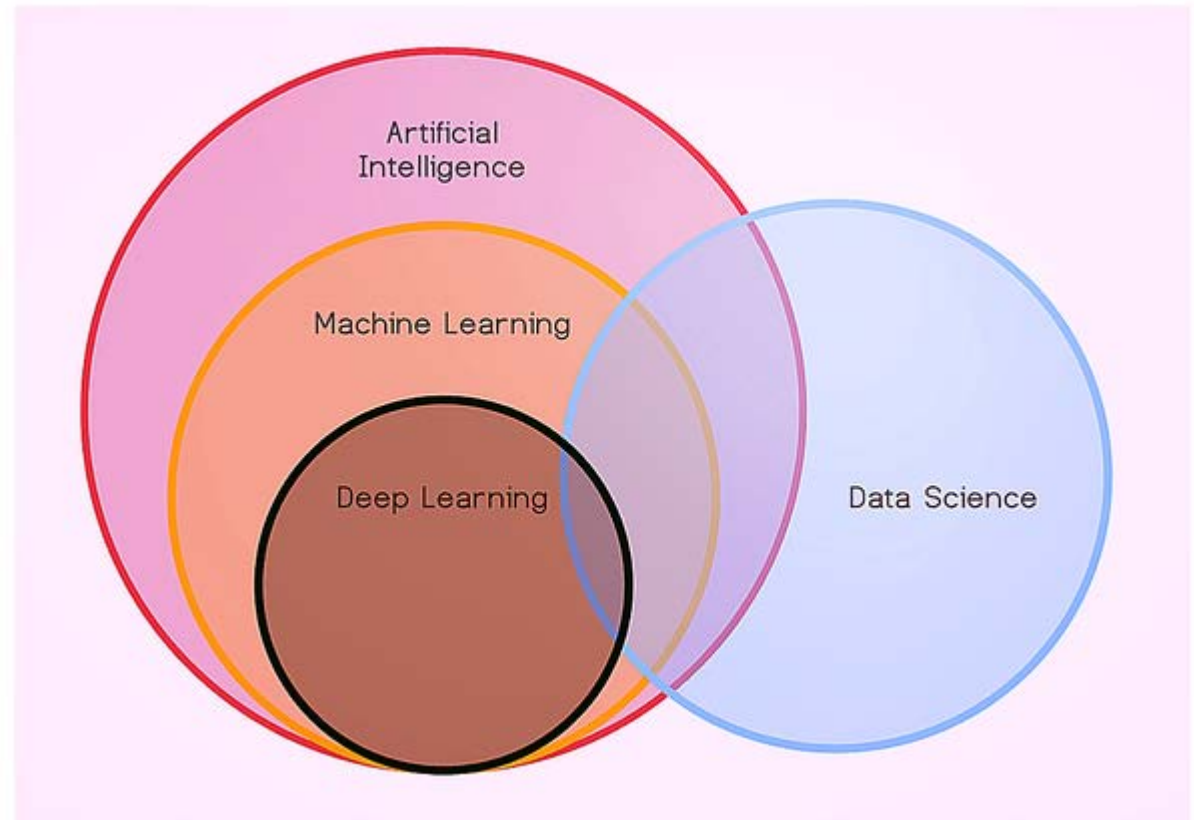 Artificial
Intelligence
Machine Learning
Deep Learning
Data Science